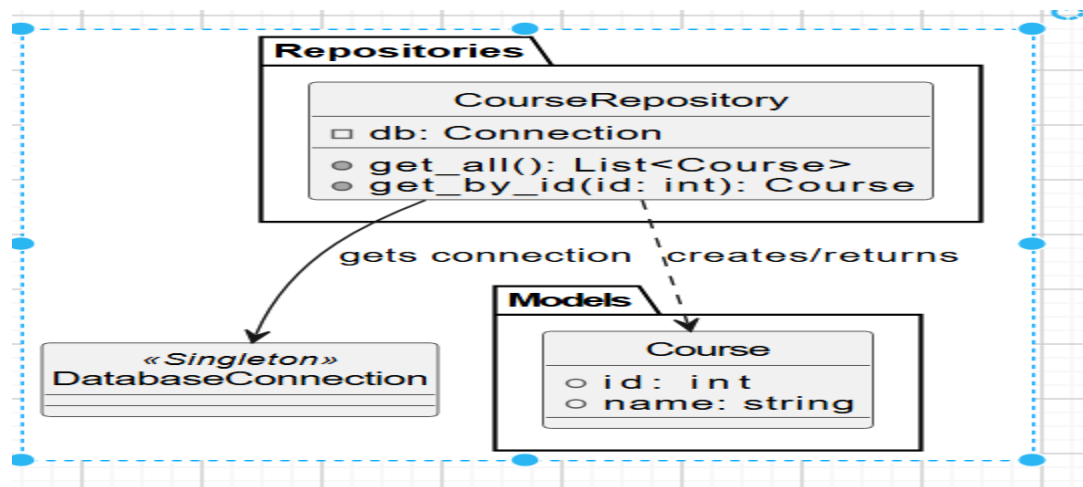 Repositories
CourseRepository
db: Connection
get_all(): List<Course>
get_by_id(id: int): Course
gets connection
creates/returns
Models
«Singleton»
DatabaseConnection
Course
id: int
name: string